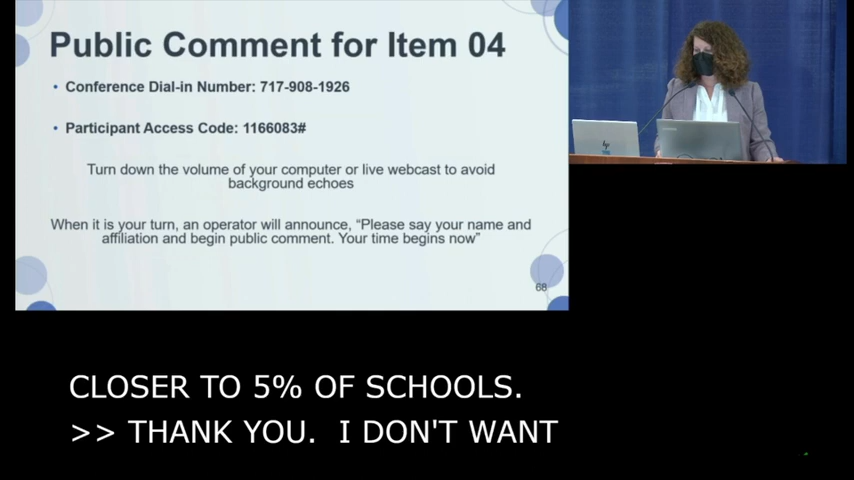 Public Comment for Item 04
• Conference Dial-in Number: 717-908-1926
• Participant Access Code: 1166083#
Turn down the volume of your computer or live webcast to avoid
background echoes
When it is your turn, an operator will announce, “Please say your name and
affiliation and begin public comment. Your time begins now”
68
hp
CLOSER TO 5% OF SCHOOLS.
>> THANK YOU.  I DON'T WANT